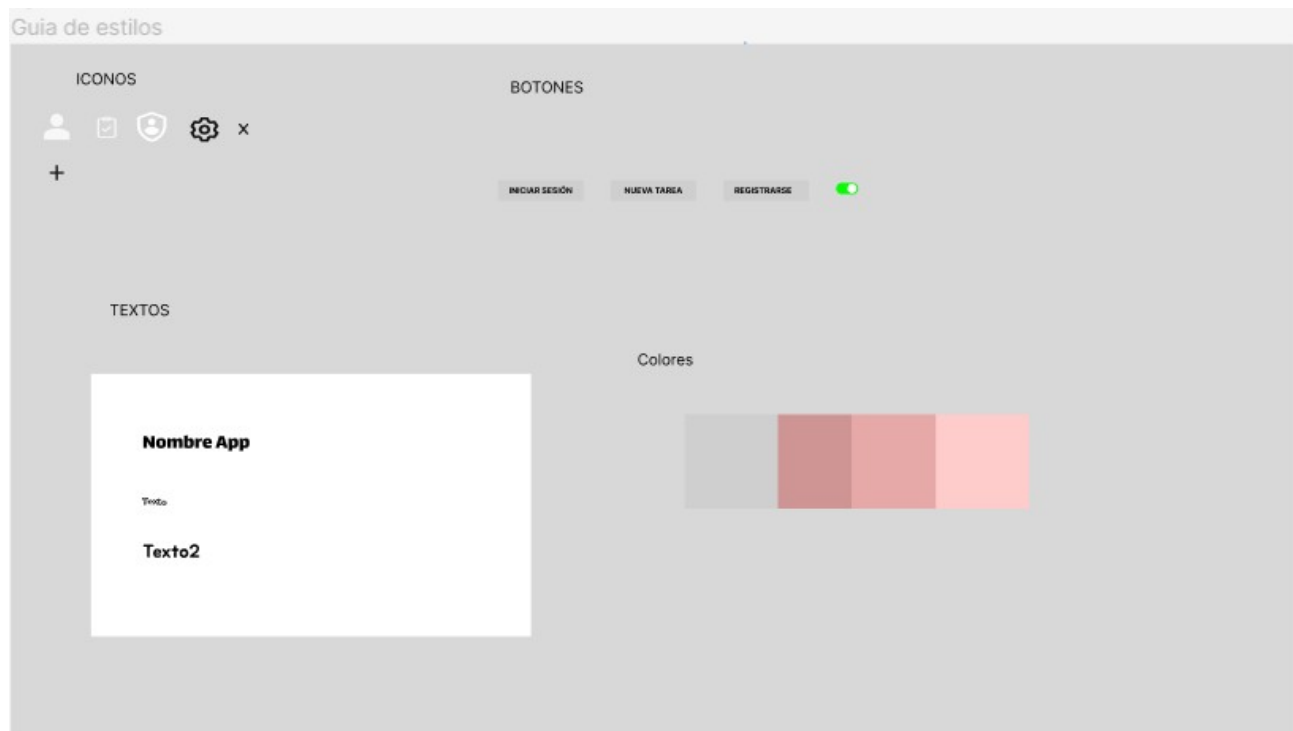 Guia de estilos
ICONOS
BOTONES
INICIAR SESIÓN
NUEVA TAREA
REGISTRARSE
TEXTOS
Colores
Nombre App
Texto
Texto2